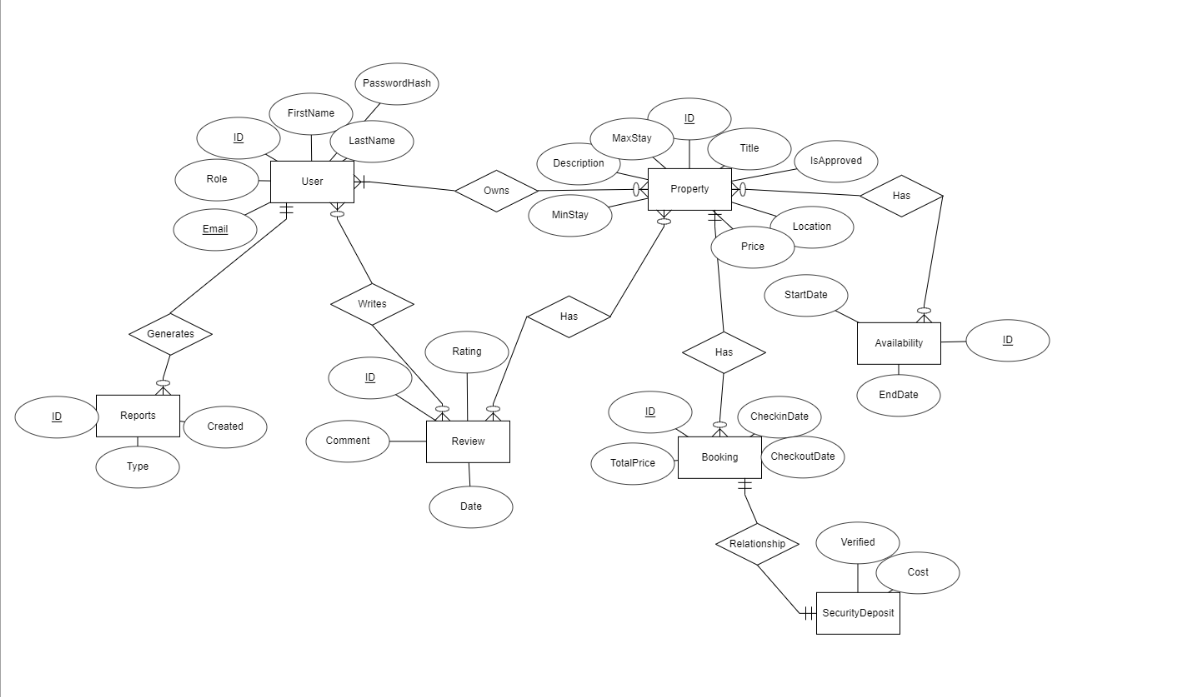 PasswordHash
FirstName
ID
LastName
Role
User
Email
Owns
ID
MaxStay
Title
Description
IsApproved
Property
MinStay
Location
Price
Has
Generates
Writes
Has
Has
StartDate
Availability
ID
EndDate
Rating
ID
Comment
Review
Date
ID
Reports
Created
Type
ID
CheckinDate
TotalPrice
Booking
CheckoutDate
Relationship
Verified
Cost
SecurityDeposit